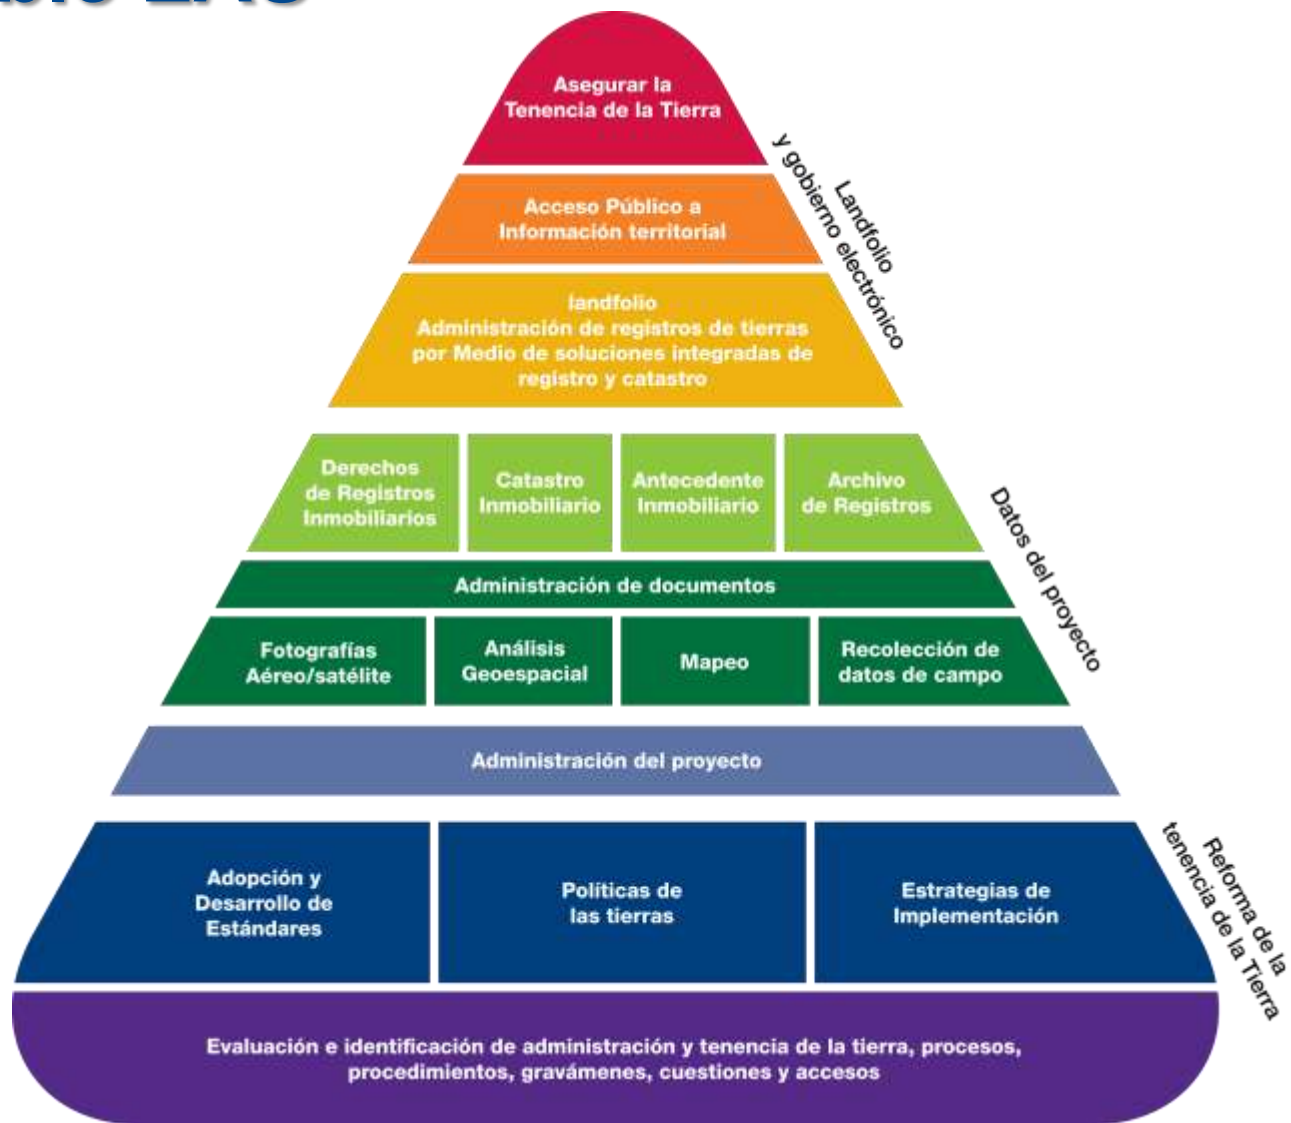 Asegurar la
Tenencia de la Tierra
Acceso Público a
Información territorial
landfolio
Administración de registros de tierras
por Medio de soluciones integradas de
registro y catastro
Landfolio
y gobierno electrónico
Derechos
de Registros
Inmobiliarios
Catastro
Inmobiliario
Antecedente
Inmobiliario
Archivo
de Registros
Administración de documentos
Fotografías
Aéreo/satélite
Análisis
Geoespacial
Mapeo
Recolección de
datos de campo
Datos del proyecto
Administración del proyecto
Adopción y
Desarrollo de
Estándares
Políticas de
las tierras
Estrategias de
Implementación
Reforma de la
tenencia de la Tierra
Evaluación e identificación de administración y tenencia de la tierra, procesos,
procedimientos, gravámenes, cuestiones y accesos